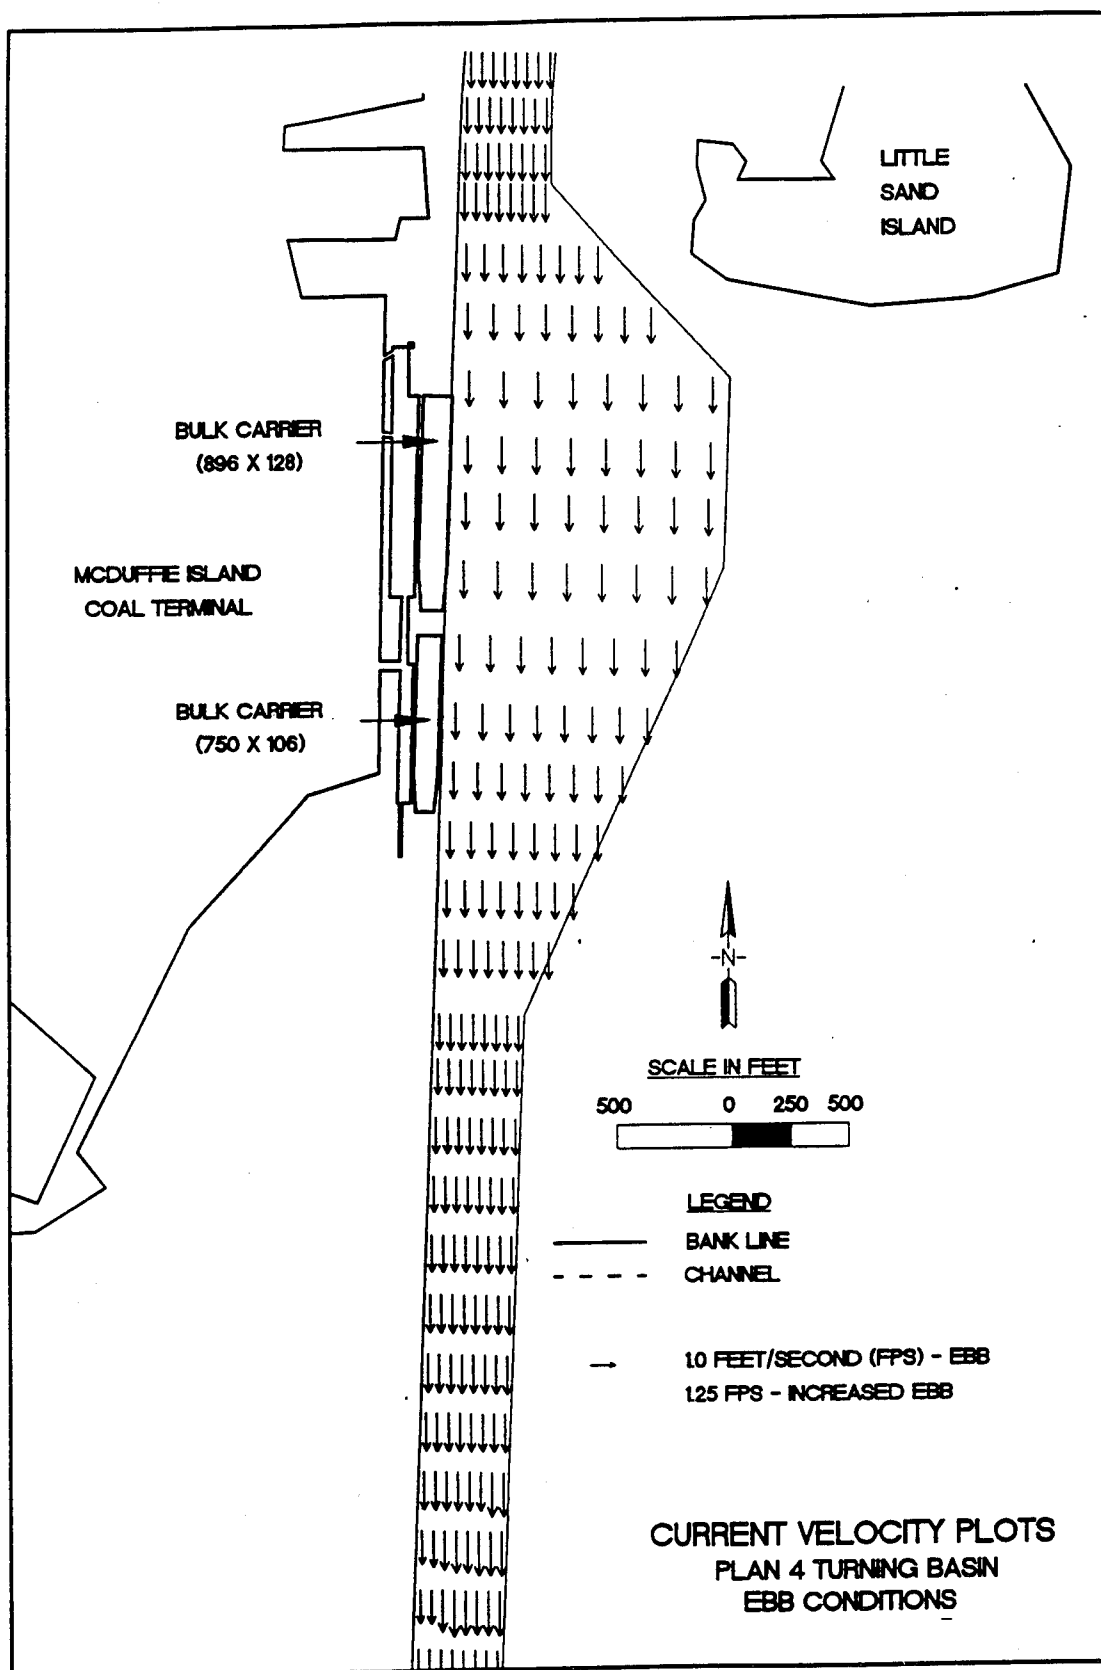 LITTLE
SAND
ISLAND
BULK CARRIER
(896 X 128)
MCDUFFIE ISLAND
COAL TERMINAL
BULK CARRIER
(750 X 106)
-N-
SCALE IN FEET
500 0 250 500
LEGEND
BANK LINE
CHANNEL
1.0 FEET/SECOND (FPS) - EBB
1.25 FPS - INCREASED EBB
CURRENT VELOCITY PLOTS
PLAN 4 TURNING BASIN
EBB CONDITIONS